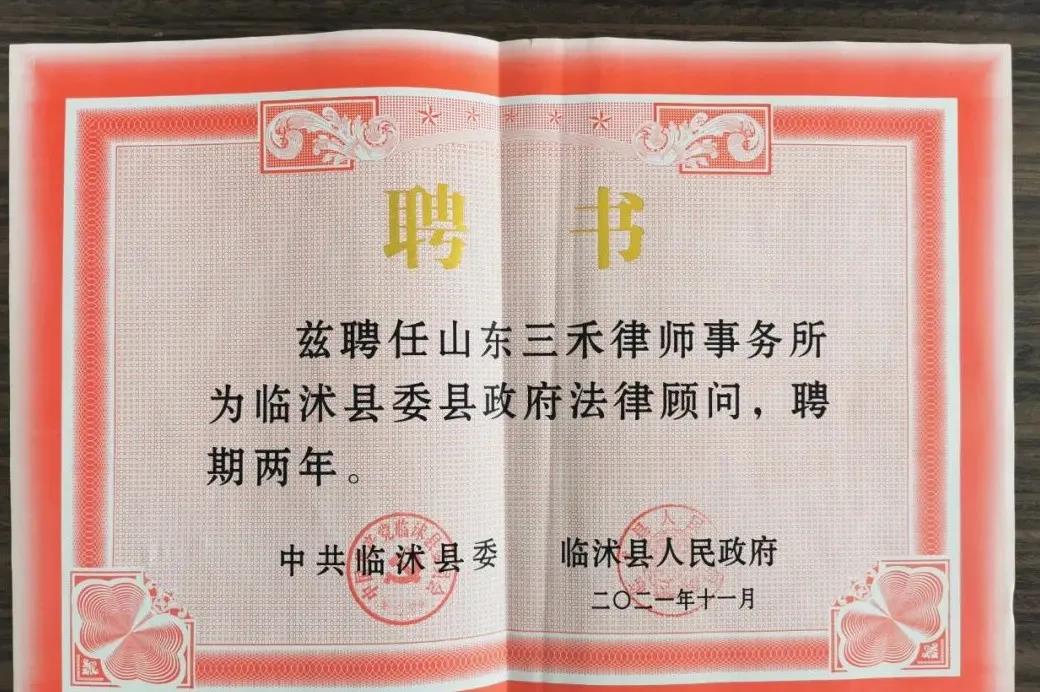 聘 书
兹聘任山东三禾律师事务所
为临沭县委县政府法律顾问，聘
期两年。
中共临沭县委 临沭县人民政府
二〇二一年十一月